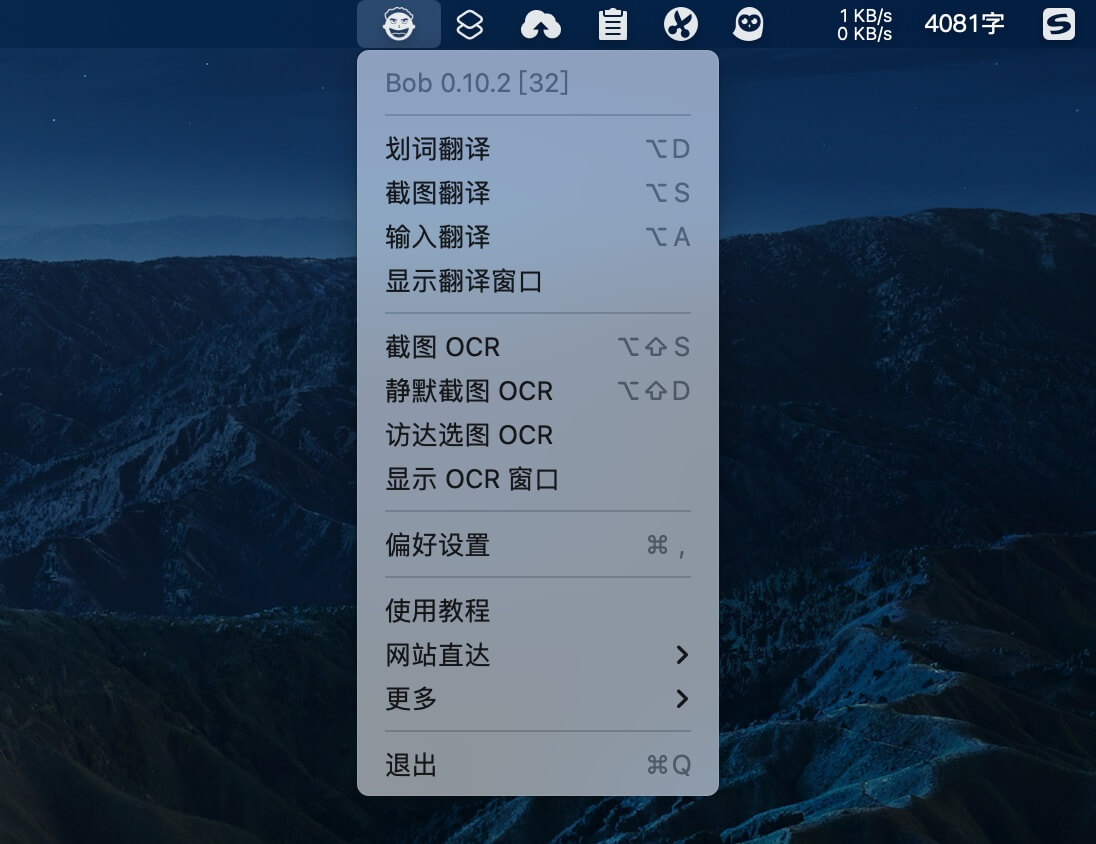 1 KB/s
0 KB/s
4081字
Bob 0.10.2 [32]
划词翻译 ⌥ D
截图翻译 ⌥ S
输入翻译 ⌥ A
显示翻译窗口
截图 OCR ⌥⇧ S
静默截图 OCR ⌥⇧ D
访达选图 OCR
显示 OCR 窗口
偏好设置 ⌘ ,
使用教程
网站直达
更多
退出 ⌘Q